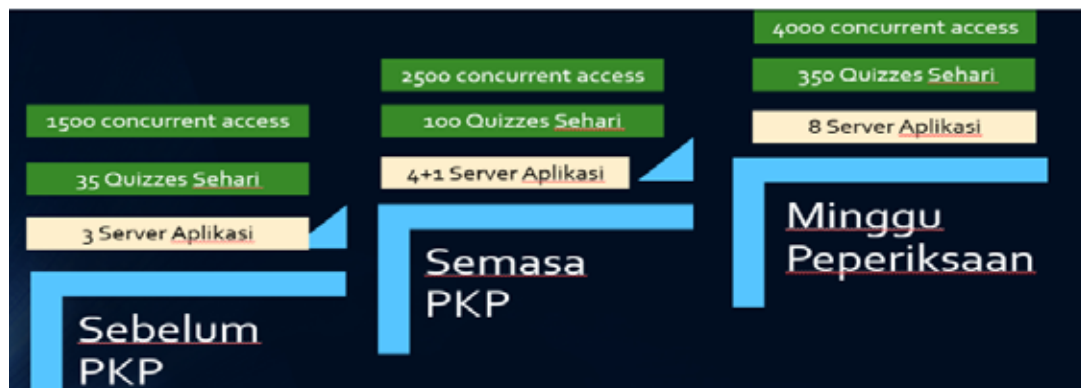 1500 concurrent access
35 Quizzes Sehari
3 Server Aplikasi
Sebelum
PKP
2500 concurrent access
100 Quizzes Sehari
4+1 Server Aplikasi
Semasa
PKP
4000 concurrent access
350 Quizzes Sehari
8 Server Aplikasi
Minggu
Peperiksaan